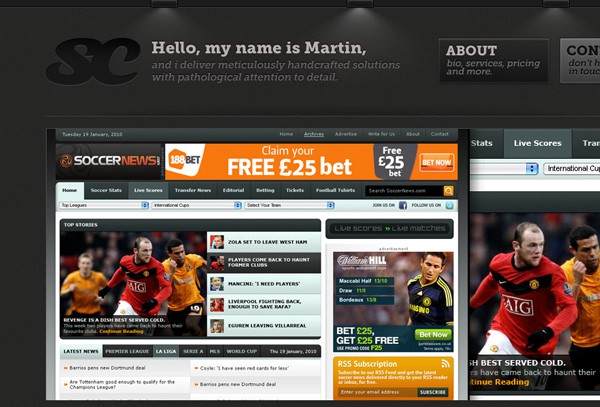 SC
Hello, my name is Martin,
and i deliver meticulously handcrafted solutions
with pathological attention to detail.
ABOUT
bio, services, pricing
and more.
CON
don't h
in touc
Tuesday 19 January, 2010
Home Archives Advertise Write for Us About Contact
SOCCERNEWS
188BET
Claim your
FREE £25 bet
Free
£25
bet
BET NOW
Home Soccer Stats Live Scores Transfer News Editorial Betting Tickets Football Tshirts Search SoccerNews.com
Top Leagues International Cups Select Your Team JOIN US ON FOLLOW US ON
Stats Live Scores Transfe
International Cup
TOP STORIES
AIG
REVENGE IS A DISH BEST SERVED COLD.
This week two players have came back to haunt their
favourite clubs. Continue Reading
ZOLA SET TO LEAVE WEST HAM
PLAYERS COME BACK TO HAUNT
FORMER CLUBS
MANCINI: 'I NEED PLAYERS'
LIVERPOOL FIGHTING BACK,
ENOUGH TO SAVE RAFA?
EGUREN LEAVING VILLARREAL
LIVE SCORES » LIVE MATCHES
advertisement
William HILL
Maccabi Half 13/10
Draw 11/5
Bordeaux 13/8
BET £25,
GET £25 FREE
USE PROMO CODE F25
Bet Now
SAMSUNG
AIG
DISH BEST SERVED COLD.
players have came back to haunt their
Continue Reading
LATEST NEWS PREMIER LEAGUE LA LIGA SERIE A MLS WORLD CUP Thu 19 January, 2010
Barrios pens new Dortmund deal
Coyle: 'I have seen red cards for less'
Are Tottenham good enough to qualify for the
Champions League?
Barrios pens new Dortmund deal
RSS Subscription
Subscribe to our RSS Feed and get the latest
soccer news delivered directly to your RSS reader
or inbox, for free.
Enter your email address
SUBSCRIBE